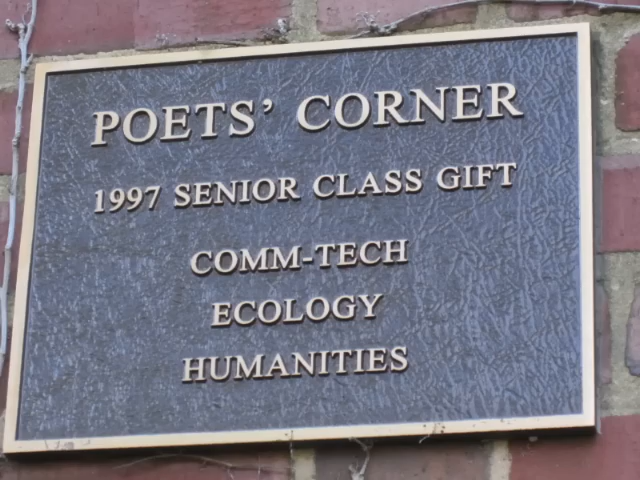 POETS’ CORNER
1997 SENIOR CLASS GIFT
COMM-TECH
ECOLOGY
HUMANITIES